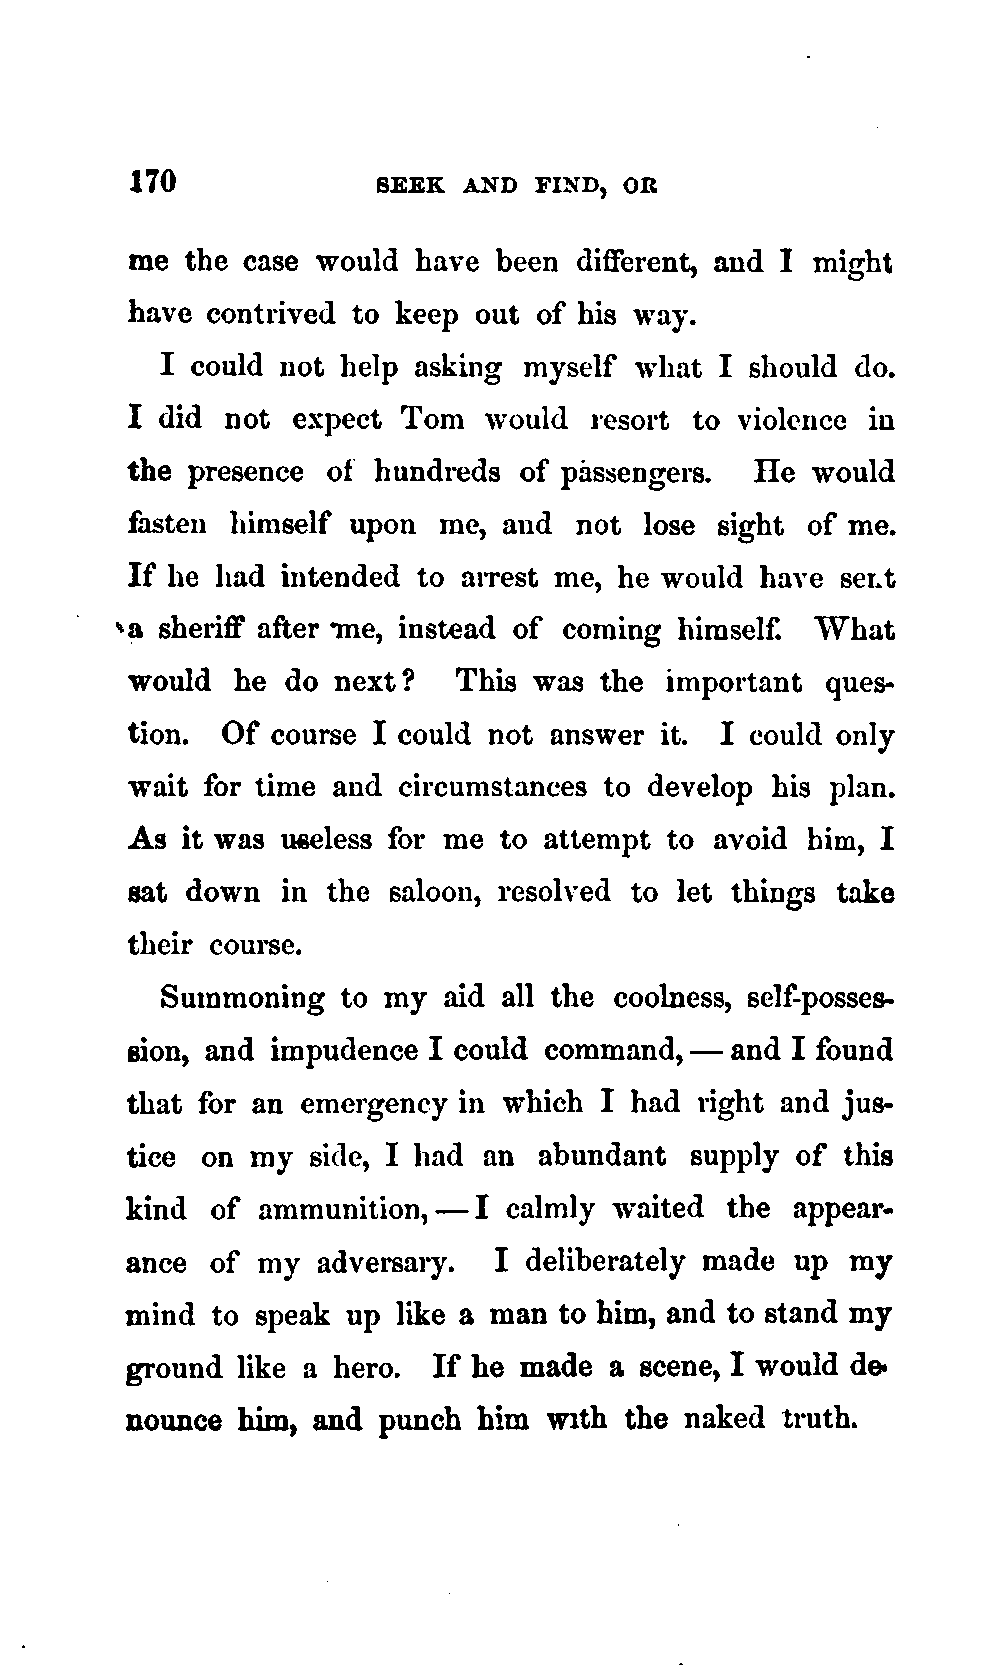 170 SEEK AND FIND, OR
me the case would have been different, and I might
have contrived to keep out of his way.
I could not help asking myself what I should do.
I did not expect Tom would resort to violence in
the presence of hundreds of passengers. He would
fasten himself upon me, and not lose sight of me.
If he had intended to arrest me, he would have sent
a sheriff after me, instead of coming himself. What
would he do next? This was the important ques-
tion. Of course I could not answer it. I could only
wait for time and circumstances to develop his plan.
As it was useless for me to attempt to avoid him, I
sat down in the saloon, resolved to let things take
their course.
Summoning to my aid all the coolness, self-posses-
sion, and impudence I could command, — and I found
that for an emergency in which I had right and jus-
tice on my side, I had an abundant supply of this
kind of ammunition, — I calmly waited the appear-
ance of my adversary. I deliberately made up my
mind to speak up like a man to him, and to stand my
ground like a hero. If he made a scene, I would de-
nounce him, and punch him with the naked truth.